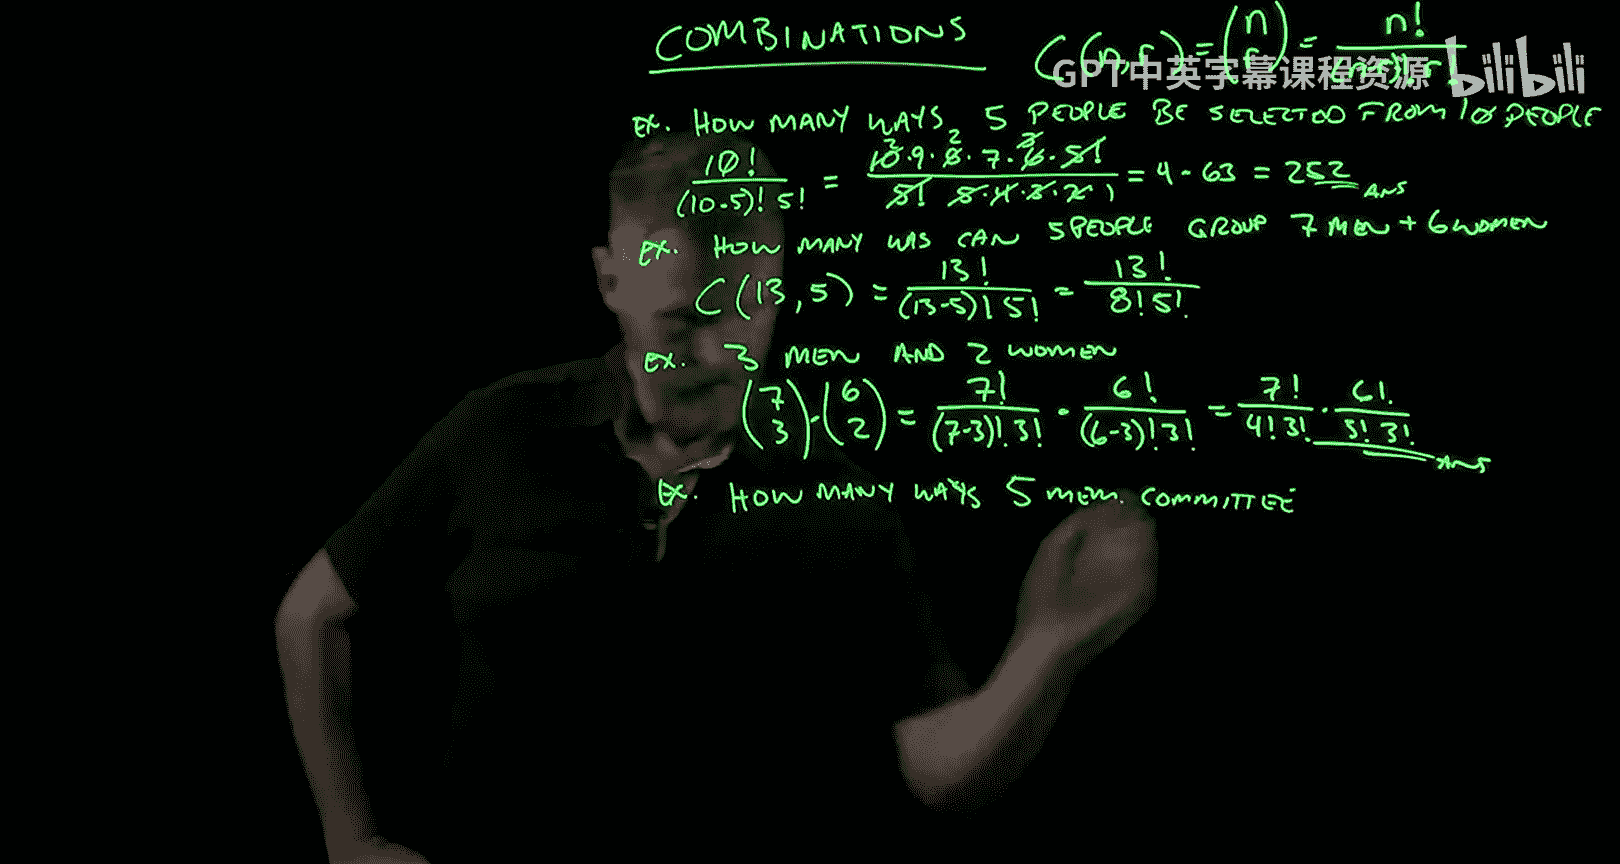 COMBINATIONS C(n,r) = (n r) = n! / (n-r)! r!
GPT中英字幕课程资源 bilibili
EX. HOW MANY WAYS 5 PEOPLE BE SELECTED FROM 10 PEOPLE
10! / (10-5)! 5! = 10·9·8·7·6·5! / 5! 5·4·3·2·1 = 4·63 = 252 ANS
EX. HOW MANY WAS CAN 5 PEOPLE GROUP 7 MEN + 6 WOMEN
C(13,5) = 13! / (13-5)! 5! = 13! / 8! 5!
EX. 3 MEN AND 2 WOMEN
(7 3)·(6 2) = 7! / (7-3)! 3! · 6! / (6-3)! 3! = 7! / 4! 3! · 6! / 3! 3! ANS
EX. HOW MANY WAYS 5 MEM. COMMITTEE